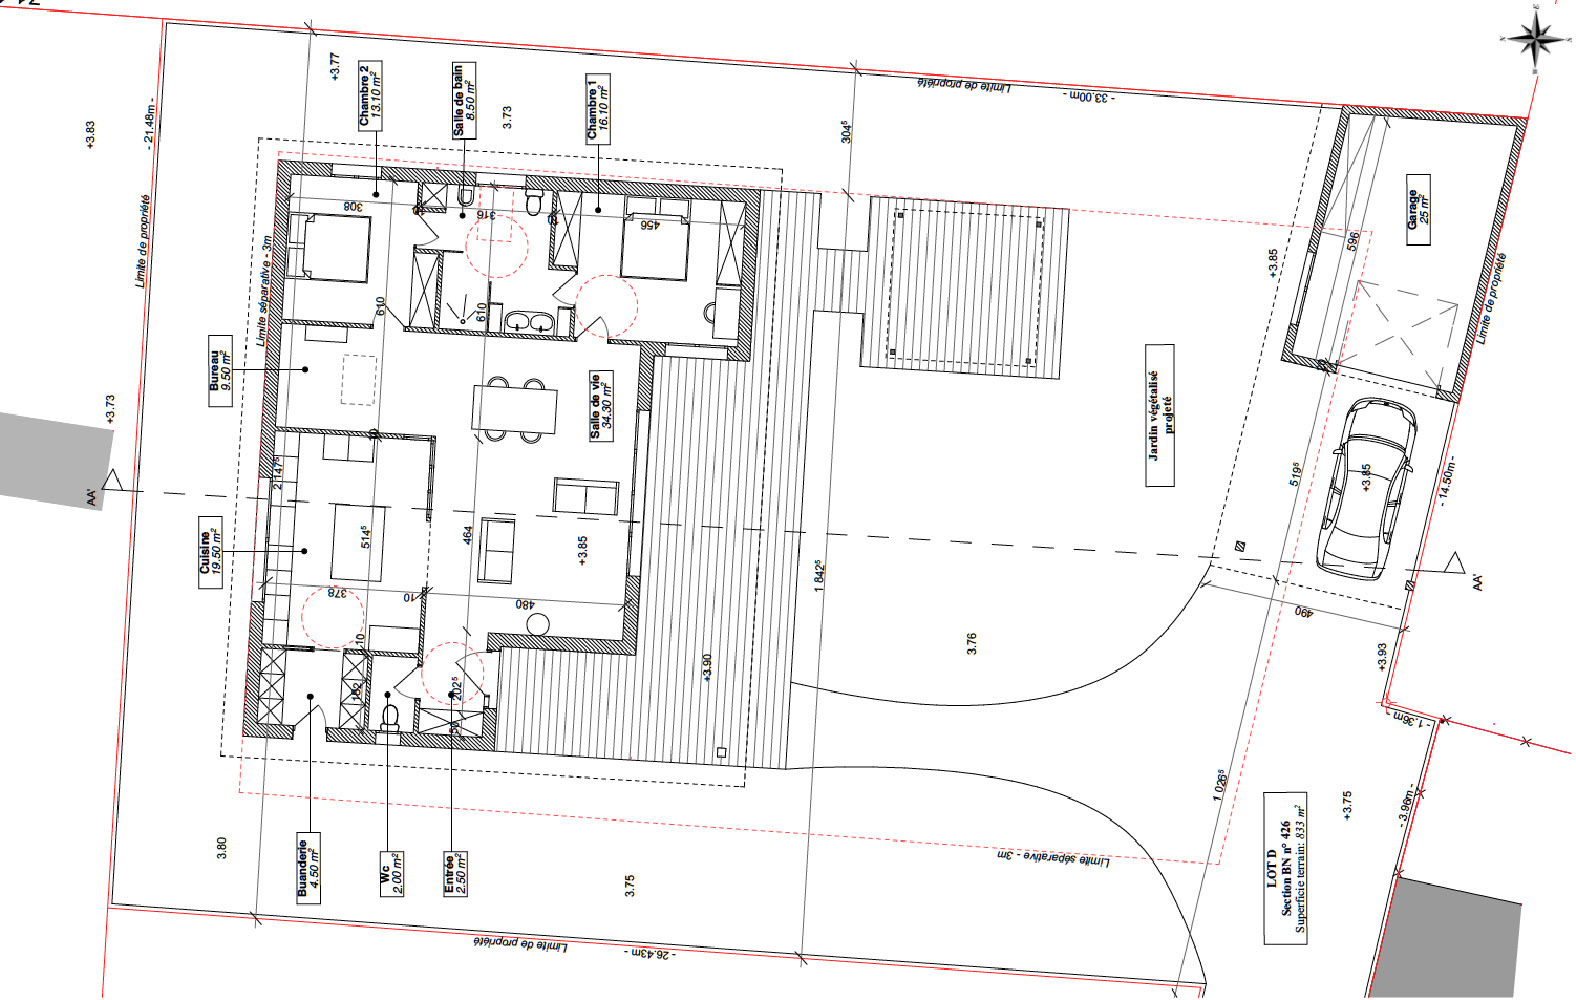 +3.77
+3.83
- 21.48m -
Limite de propriété
Chambre 2
13.10 m²
Salle de bain
8.50 m²
+3.73
Chambre 1
16.10 m²
304⁵
Limite de propriété
- 33.00m -
Garage
25 m²
596
+3.85
Limite de propriété
Limite séparative - 3m
308
316
456
610
610
Bureau
9.50 m²
Salle de vie
34.30 m²
+3.73
AA'
2 147⁵
Cuisine
19.50 m²
514⁵
464
+3.85
378
10
480
10
182
202⁵
50
Jardin végétalisé
projeté
519⁵
+3.85
- 14.50m -
AA'
490
1 842⁵
3.76
+3.90
+3.93
- 1.36m -
1 026⁵
- 3.96m -
+3.75
Limite séparative - 3m
LOT D
Section BN n° 426
Superficie terrain: 833 m²
3.80
Buanderie
4.50 m²
Wc
2.00 m²
Entrée
2.50 m²
3.75
Limite de propriété
- 26.43m -